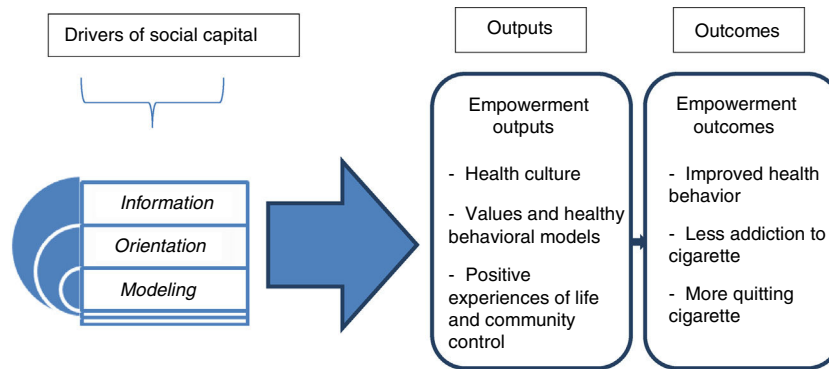 Drivers of social capital
Outputs
Outcomes
Information
Orientation
Modeling
Empowerment
outputs
- Health culture
- Values and healthy
behavioral models
- Positive
experiences of life
and community
control
Empowerment
outcomes
- Improved health
behavior
- Less addiction to
cigarette
- More quitting
cigarette